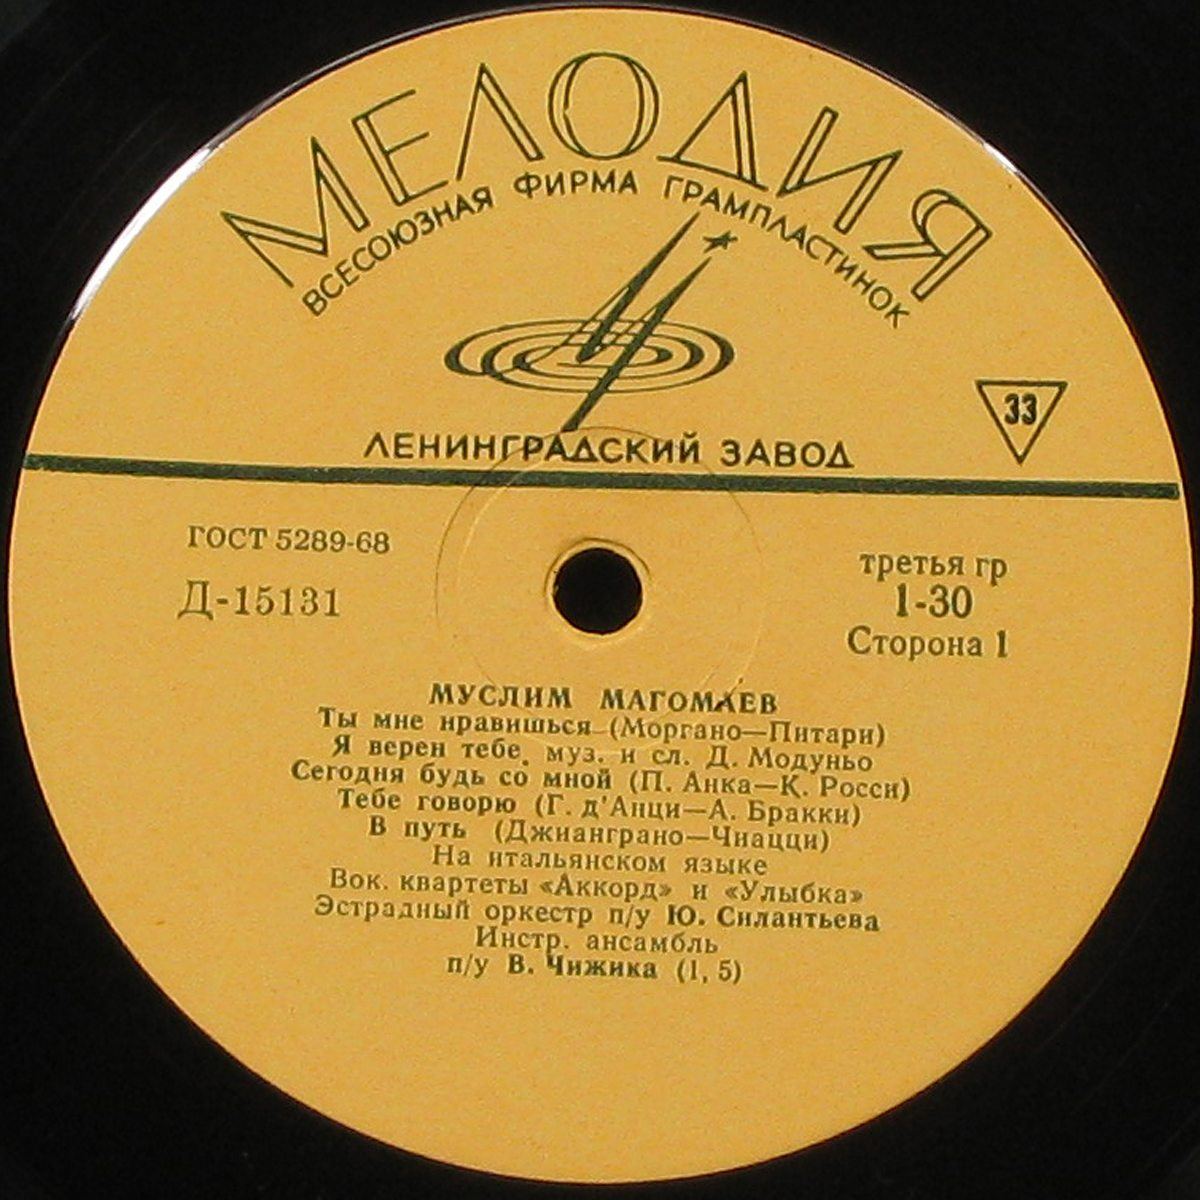 МЕЛОДИЯ
ВСЕСОЮЗНАЯ ФИРМА ГРАМПЛАСТИНОК
33
ЛЕНИНГРАДСКИЙ ЗАВОД
ГОСТ 5289-68
Д-15131
третья гр
1-30
Сторона 1
МУСЛИМ МАГОМАЕВ
Ты мне нравишься (Моргано—Питари)
Я верен тебе, муз. и сл. Д. Модуньо
Сегодня будь со мной (П. Анка—К. Росси)
Тебе говорю (Г. д'Анци—А. Бракки)
В путь (Джианграно—Чиацци)
На итальянском языке
Вок. квартеты «Аккорд» и «Улыбка»
Эстрадный оркестр п/у Ю. Силантьева
Инстр. ансамбль
п/у В. Чижика (1, 5)